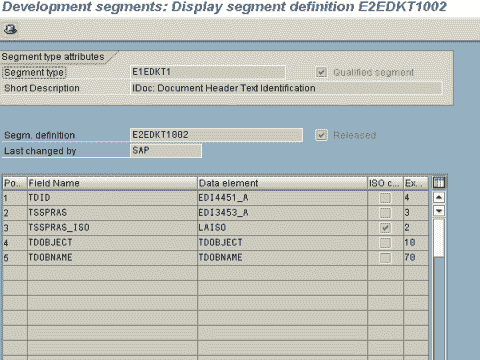 Development segments: Display segment definition E2EDKT1002
Segment type attributes
Segment type E1EDKT1 Qualified segment
Short Description IDoc: Document Header Text Identification
Segm. definition E2EDKT1002 Released
Last changed by SAP
Po.. Field Name Data element ISO c... Ex...
1 TDID EDI4451_A 4
2 TSSPRAS EDI3453_A 3
3 TSSPRAS_ISO LAISO 2
4 TDOBJECT TDOBJECT 10
5 TDOBNAME TDOBNAME 70